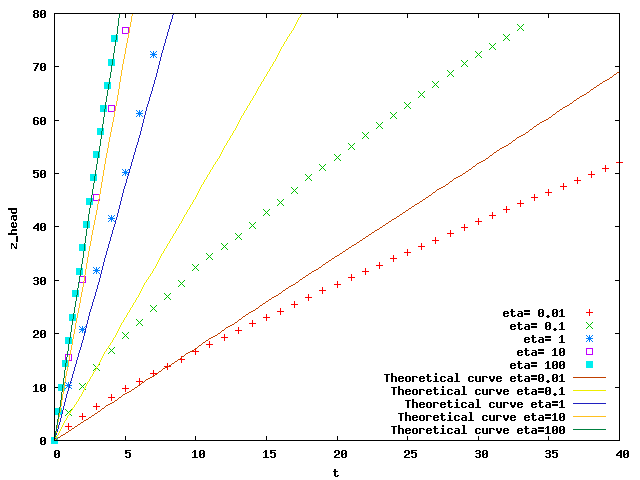 80
70
60
50
40
30
20
10
0
z_head
eta= 0.01
eta= 0.1
eta= 1
eta= 10
eta= 100
Theoretical curve eta=0.01
Theoretical curve eta=0.1
Theoretical curve eta=1
Theoretical curve eta=10
Theoretical curve eta=100
0 5 10 15 20 25 30 35 40
t